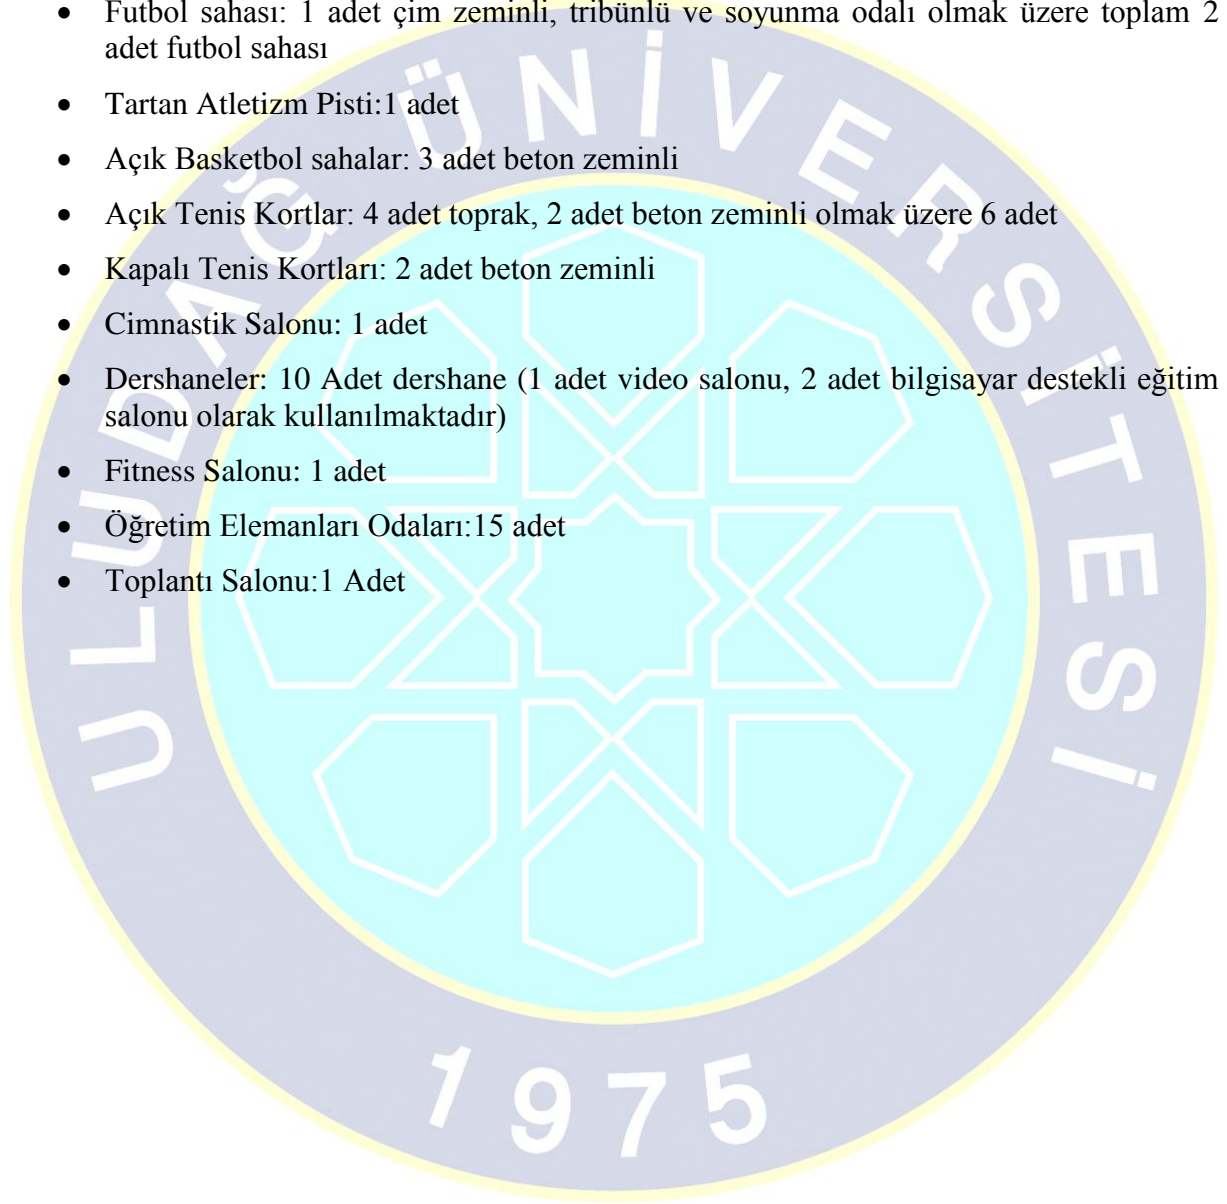 • Futbol sahası: 1 adet çim zeminli, tribünlü ve soyunma odalı olmak üzere toplam 2
adet futbol sahası
• Tartan Atletizm Pisti:1 adet
• Açık Basketbol sahalar: 3 adet beton zeminli
• Açık Tenis Kortlar: 4 adet toprak, 2 adet beton zeminli olmak üzere 6 adet
• Kapalı Tenis Kortları: 2 adet beton zeminli
• Cimnastik Salonu: 1 adet
• Dershaneler: 10 Adet dershane (1 adet video salonu, 2 adet bilgisayar destekli eğitim
salonu olarak kullanılmaktadır)
• Fitness Salonu: 1 adet
• Öğretim Elemanları Odaları:15 adet
• Toplantı Salonu:1 Adet
ULUDAĞ ÜNİVERSİTESİ
1975